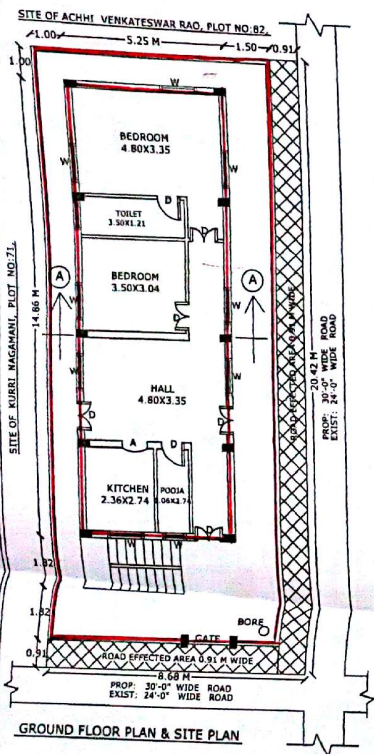 SITE OF ACHHI VENKATESWAR RAO, PLOT NO:82,
1.00
5.25 M
1.50
0.91
1.00
W
BEDROOM
4.80X3.35
W
W
D
TOILET
3.50X1.21
D
W
BEDROOM
3.50X3.04
D
W
A
A
SITE OF KURRI NAGAMANI, PLOT NO:71,
14.86 M
ROAD EFFECTED AREA 0.91 M WIDE
20.42 M
PROP: 30'-0" WIDE ROAD
EXIST: 24'-0" WIDE ROAD
W
W
HALL
4.80X3.35
D
D
A
D
KITCHEN
2.36X2.74
POOJA
D
W
W
1.82
1.82
BORE
GATE
0.91
ROAD EFFECTED AREA 0.91 M WIDE
8.68 M
PROP: 30'-0" WIDE ROAD
EXIST: 24'-0" WIDE ROAD
GROUND FLOOR PLAN & SITE PLAN